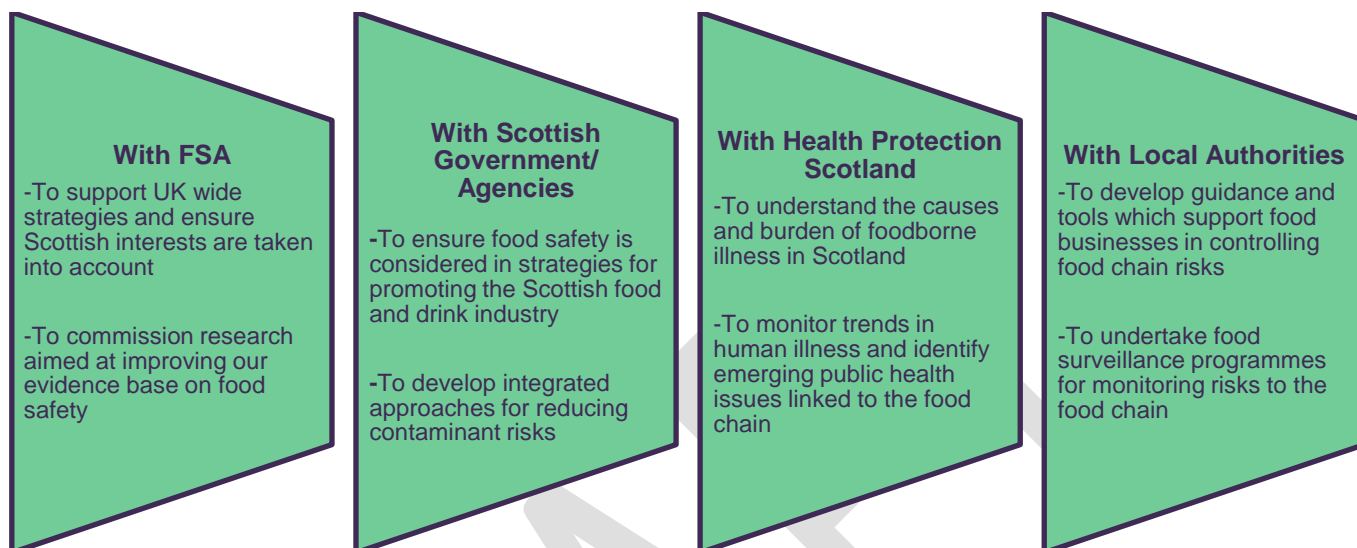 With FSA
-To support UK wide
strategies and ensure
Scottish interests are taken
into account
-To commission research
aimed at improving our
evidence base on food
safety
With Scottish
Government/
Agencies
-To ensure food safety is
considered in strategies for
promoting the Scottish food
and drink industry
-To develop integrated
approaches for reducing
contaminant risks
With Health Protection
Scotland
-To understand the causes
and burden of foodborne
illness in Scotland
-To monitor trends in
human illness and identify
emerging public health
issues linked to the food
chain
With Local Authorities
-To develop guidance and
tools which support food
businesses in controlling
food chain risks
-To undertake food
surveillance programmes
for monitoring risks to the
food chain